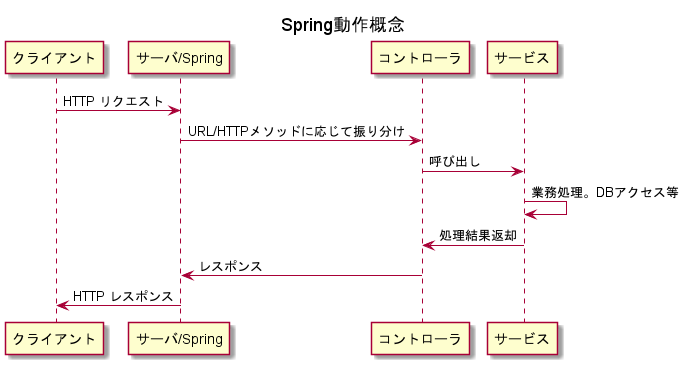 Spring動作概念
クライアント
サーバ/Spring
コントローラ
サービス
HTTP リクエスト
URL/HTTPメソッドに応じて振り分け
呼び出し
業務処理。DBアクセス等
処理結果返却
レスポンス
HTTP レスポンス
クライアント
サーバ/Spring
コントローラ
サービス